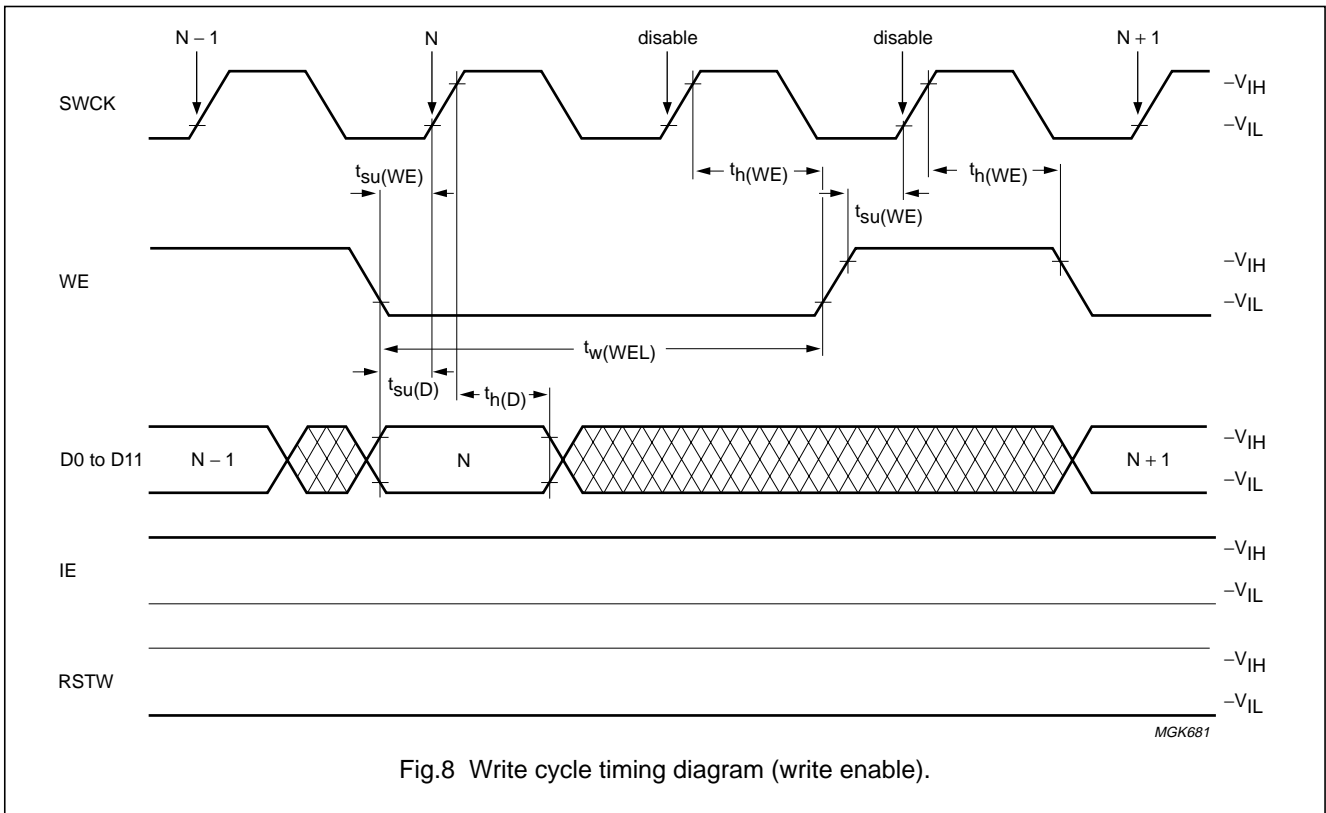 N – 1 N disable disable N + 1
SWCK
–VIH
–VIL
tsu(WE) th(WE) th(WE)
tsu(WE)
WE
–VIH
–VIL
tw(WEL)
tsu(D) th(D)
D0 to D11 N – 1 N N + 1
–VIH
–VIL
IE
–VIH
–VIL
RSTW
–VIH
–VIL
MGK681
Fig.8 Write cycle timing diagram (write enable).